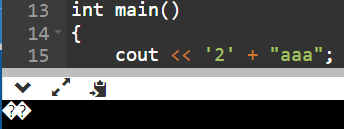 13 int main()
14 {
15 cout << '2' + "aaa";
��